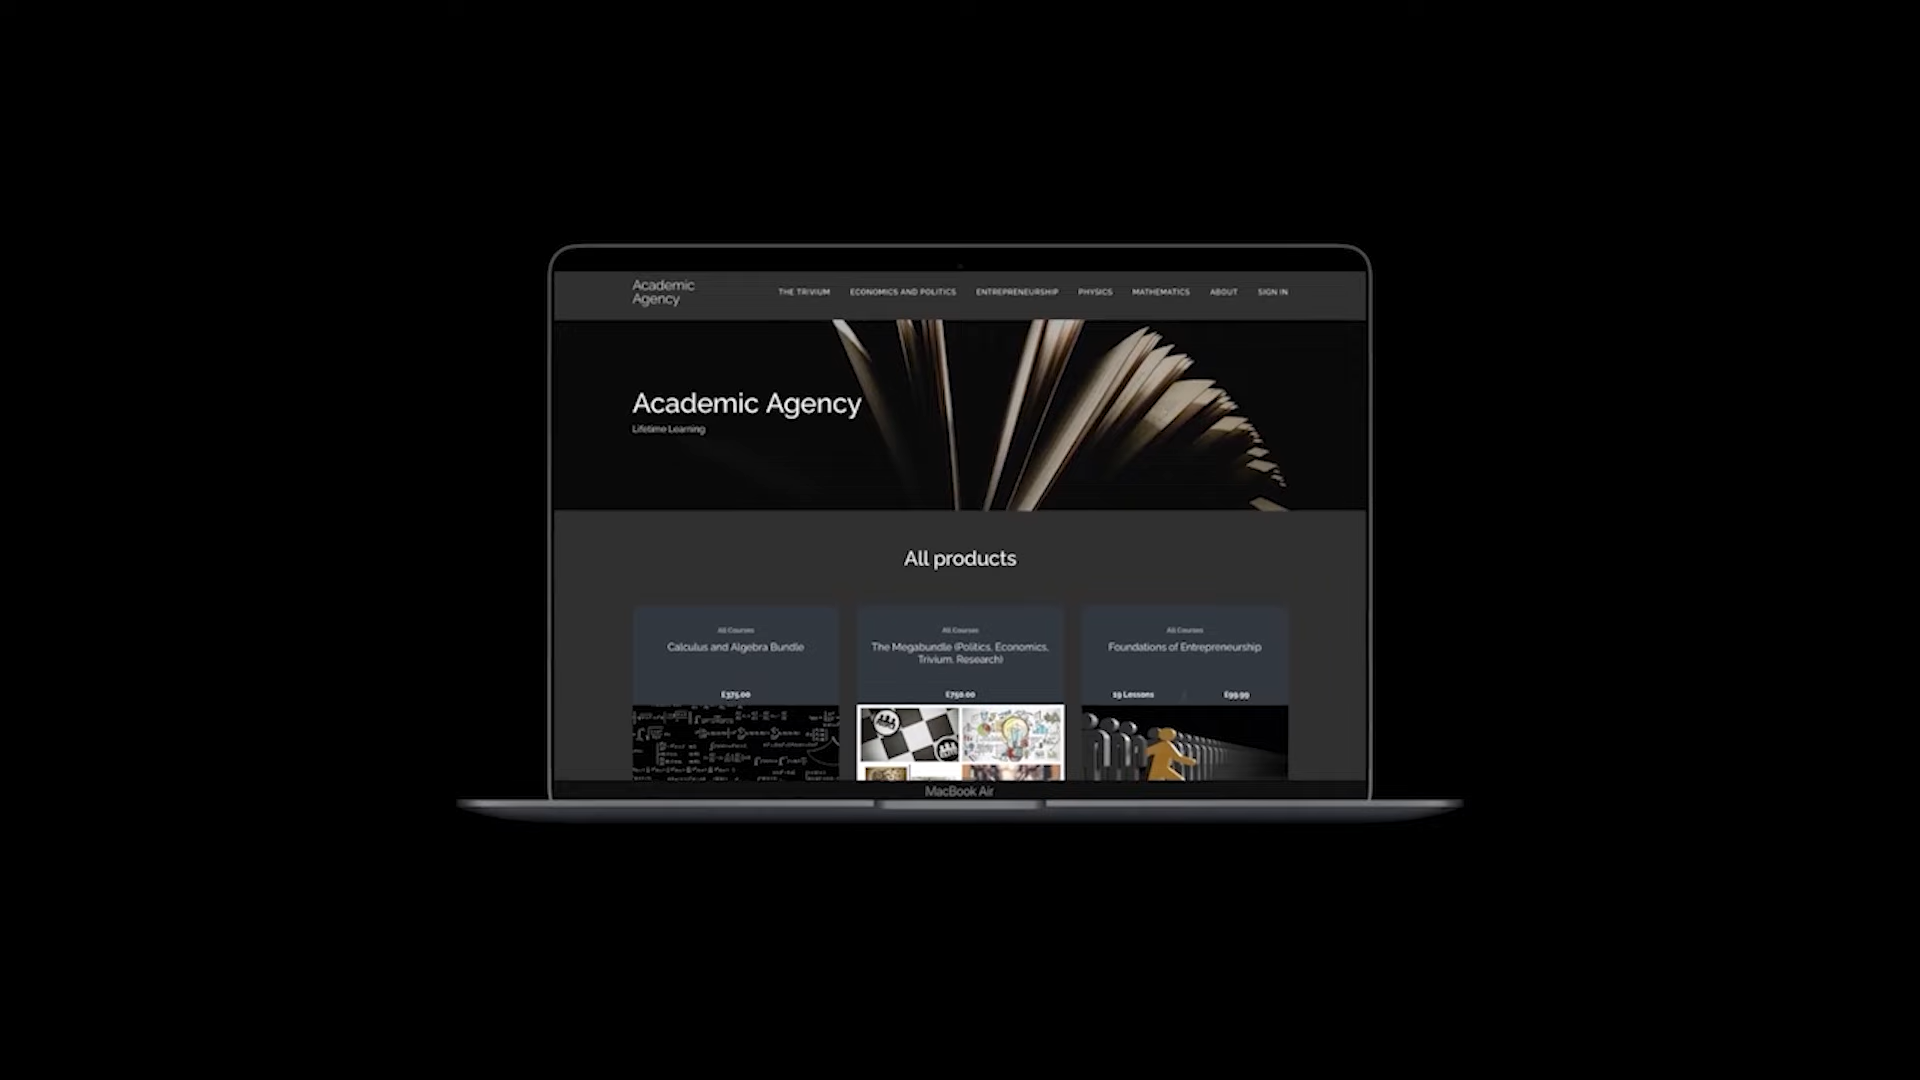 Academic
Agency
THE TRIVIUM ECONOMICS AND POLITICS ENTREPRENEURSHIP PHYSICS MATHEMATICS ABOUT SIGN IN
Academic Agency
Lifetime Learning
All products
All Courses
Calculus and Algebra Bundle
£375.00
All Courses
The Megabundle (Politics, Economics,
Trivium, Research)
£750.00
All Courses
Foundations of Entrepreneurship
19 Lessons £99.99
MacBook Air